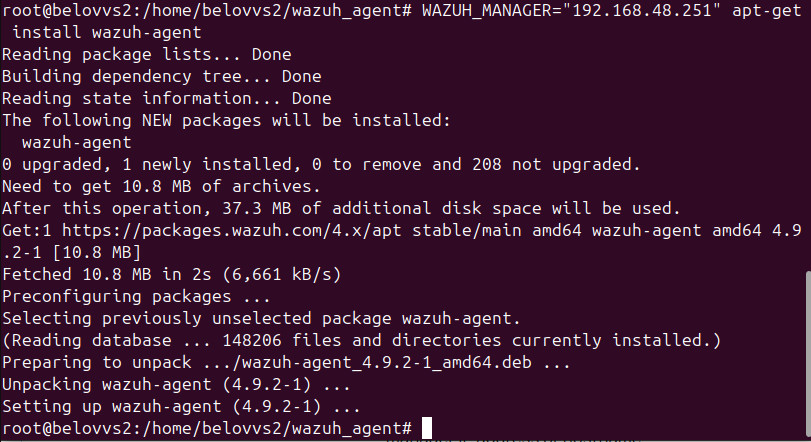 root@belovvs2:/home/belovvs2/wazuh_agent# WAZUH_MANAGER="192.168.48.251" apt-get
 install wazuh-agent
Reading package lists... Done
Building dependency tree... Done
Reading state information... Done
The following NEW packages will be installed:
  wazuh-agent
0 upgraded, 1 newly installed, 0 to remove and 208 not upgraded.
Need to get 10.8 MB of archives.
After this operation, 37.3 MB of additional disk space will be used.
Get:1 https://packages.wazuh.com/4.x/apt stable/main amd64 wazuh-agent amd64 4.9
.2-1 [10.8 MB]
Fetched 10.8 MB in 2s (6,661 kB/s)
Preconfiguring packages ...
Selecting previously unselected package wazuh-agent.
(Reading database ... 148206 files and directories currently installed.)
Preparing to unpack .../wazuh-agent_4.9.2-1_amd64.deb ...
Unpacking wazuh-agent (4.9.2-1) ...
Setting up wazuh-agent (4.9.2-1) ...
root@belovvs2:/home/belovvs2/wazuh_agent#